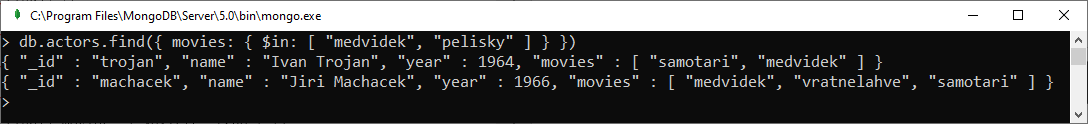 C:\Program Files\MongoDB\Server\5.0\bin\mongo.exe
> db.actors.find({ movies: { $in: [ "medvidek", "pelisky" ] } })
{ "_id" : "trojan", "name" : "Ivan Trojan", "year" : 1964, "movies" : [ "samotari", "medvidek" ] }
{ "_id" : "machacek", "name" : "Jiri Machacek", "year" : 1966, "movies" : [ "medvidek", "vratnelahve", "samotari" ] }
>